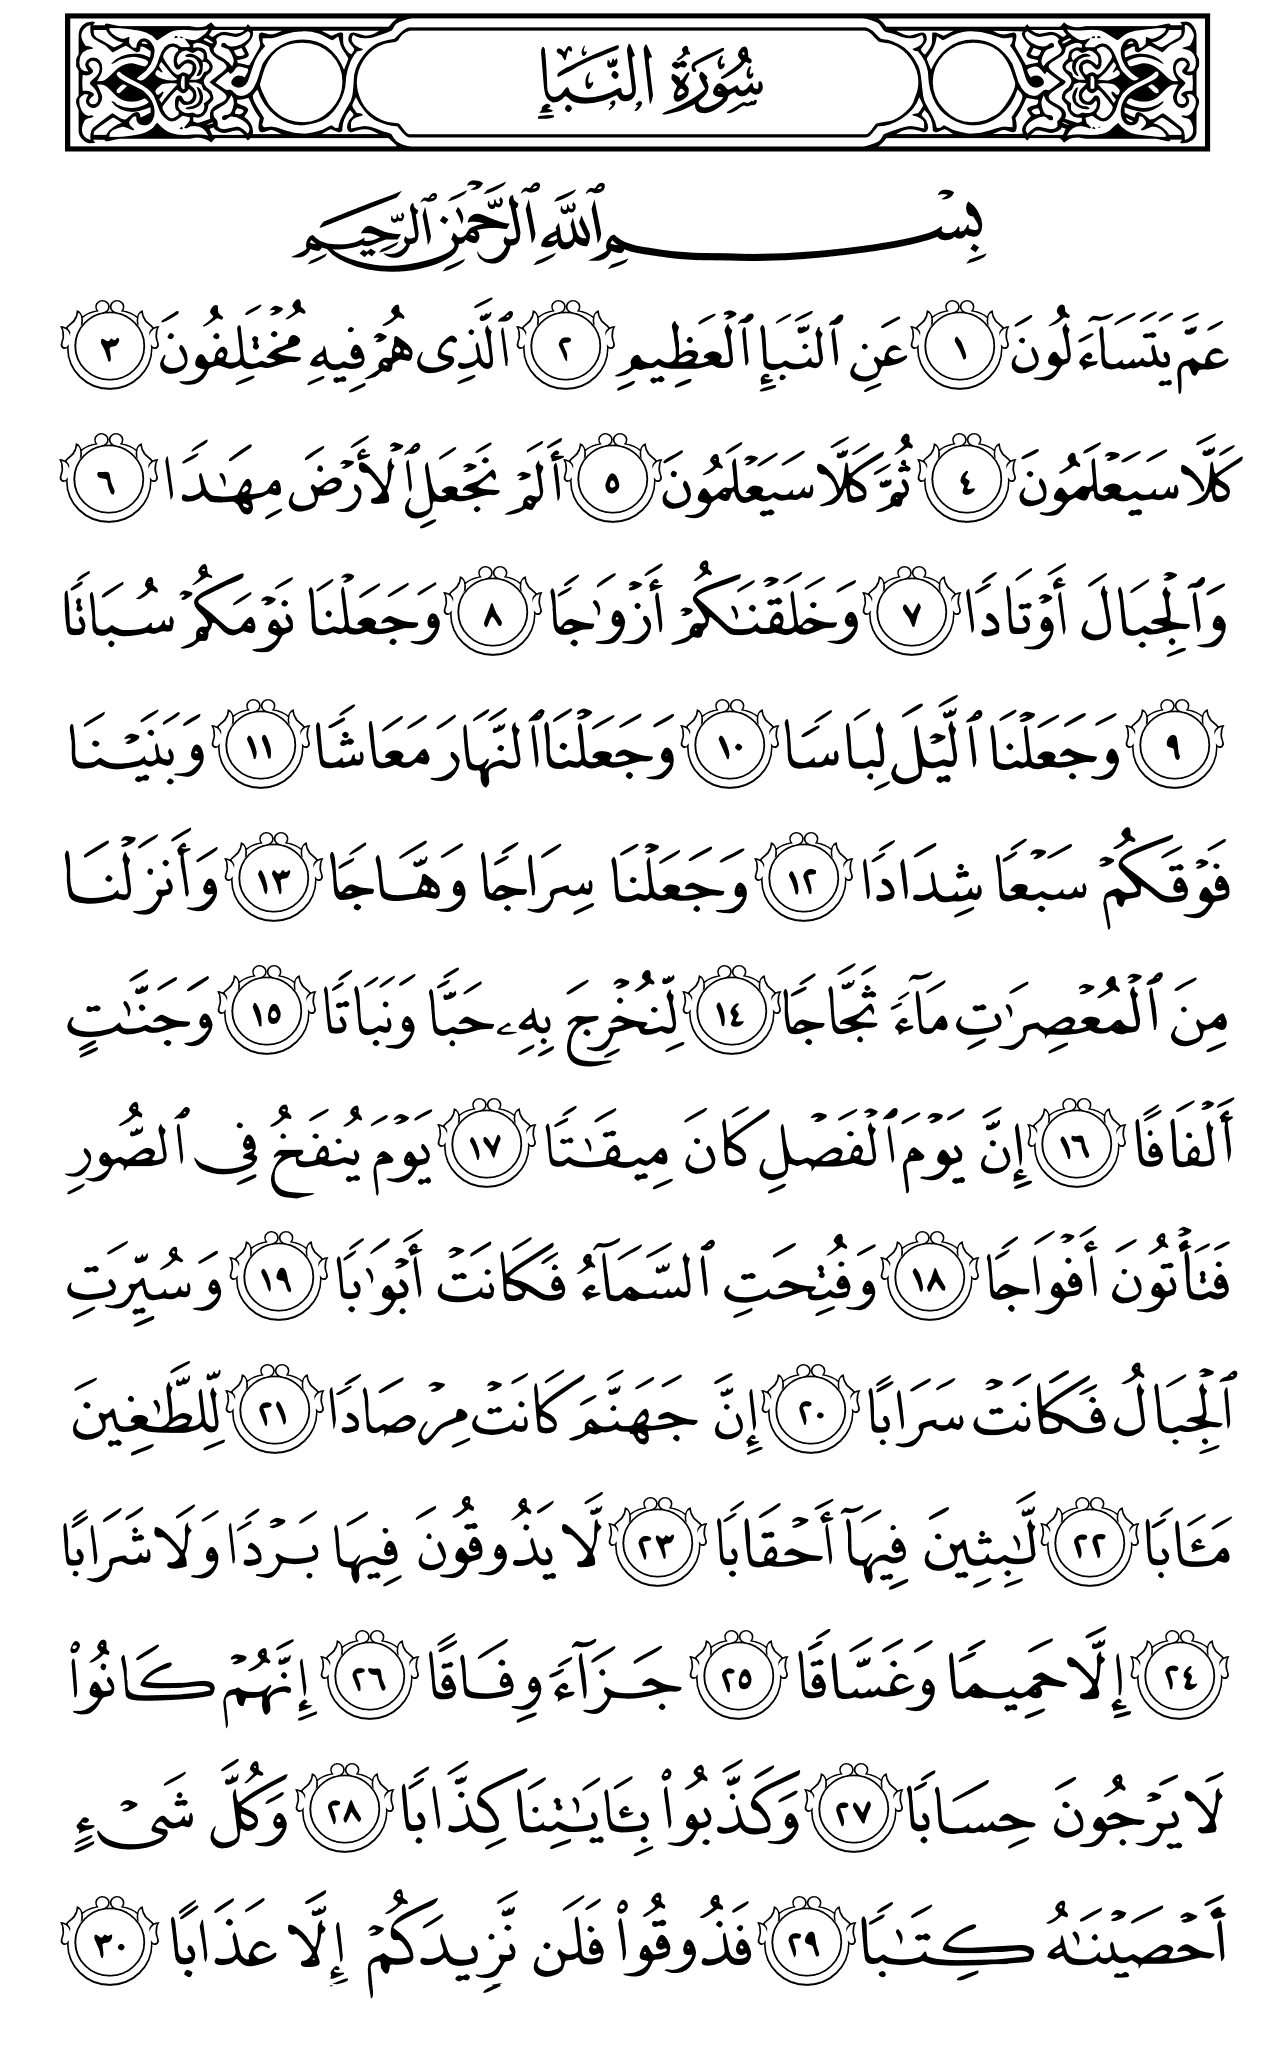 سُورَةُ النَّبَإِ
بِسْمِ ٱللَّهِ ٱلرَّحْمَٰنِ ٱلرَّحِيمِ
عَمَّ يَتَسَآءَلُونَ ١ عَنِ ٱلنَّبَإِ ٱلْعَظِيمِ ٢ ٱلَّذِى هُمْ فِيهِ مُخْتَلِفُونَ ٣
كَلَّا سَيَعْلَمُونَ ٤ ثُمَّ كَلَّا سَيَعْلَمُونَ ٥ أَلَمْ نَجْعَلِ ٱلْأَرْضَ مِهَٰدًا ٦
وَٱلْجِبَالَ أَوْتَادًا ٧ وَخَلَقْنَٰكُمْ أَزْوَٰجًا ٨ وَجَعَلْنَا نَوْمَكُمْ سُبَاتًا
٩ وَجَعَلْنَا ٱلَّيْلَ لِبَاسًا ١٠ وَجَعَلْنَا ٱلنَّهَارَ مَعَاشًا ١١ وَبَنَيْنَا
فَوْقَكُمْ سَبْعًا شِدَادًا ١٢ وَجَعَلْنَا سِرَاجًا وَهَّاجًا ١٣ وَأَنزَلْنَا
مِنَ ٱلْمُعْصِرَٰتِ مَآءً ثَجَّاجًا ١٤ لِّنُخْرِجَ بِهِۦ حَبًّا وَنَبَاتًا ١٥ وَجَنَّٰتٍ
أَلْفَافًا ١٦ إِنَّ يَوْمَ ٱلْفَصْلِ كَانَ مِيقَٰتًا ١٧ يَوْمَ يُنفَخُ فِى ٱلصُّورِ
فَتَأْتُونَ أَفْوَاجًا ١٨ وَفُتِحَتِ ٱلسَّمَآءُ فَكَانَتْ أَبْوَٰبًا ١٩ وَسُيِّرَتِ
ٱلْجِبَالُ فَكَانَتْ سَرَابًا ٢٠ إِنَّ جَهَنَّمَ كَانَتْ مِرْصَادًا ٢١ لِّلطَّٰغِينَ
مَـَٔابًا ٢٢ لَّٰبِثِينَ فِيهَآ أَحْقَابًا ٢٣ لَّا يَذُوقُونَ فِيهَا بَرْدًا وَلَا شَرَابًا
٢٤ إِلَّا حَمِيمًا وَغَسَّاقًا ٢٥ جَزَآءً وِفَاقًا ٢٦ إِنَّهُمْ كَانُوا۟
لَا يَرْجُونَ حِسَابًا ٢٧ وَكَذَّبُوا۟ بِـَٔايَٰتِنَا كِذَّابًا ٢٨ وَكُلَّ شَىْءٍ
أَحْصَيْنَٰهُ كِتَٰبًا ٢٩ فَذُوقُوا۟ فَلَن نَّزِيدَكُمْ إِلَّا عَذَابًا ٣٠